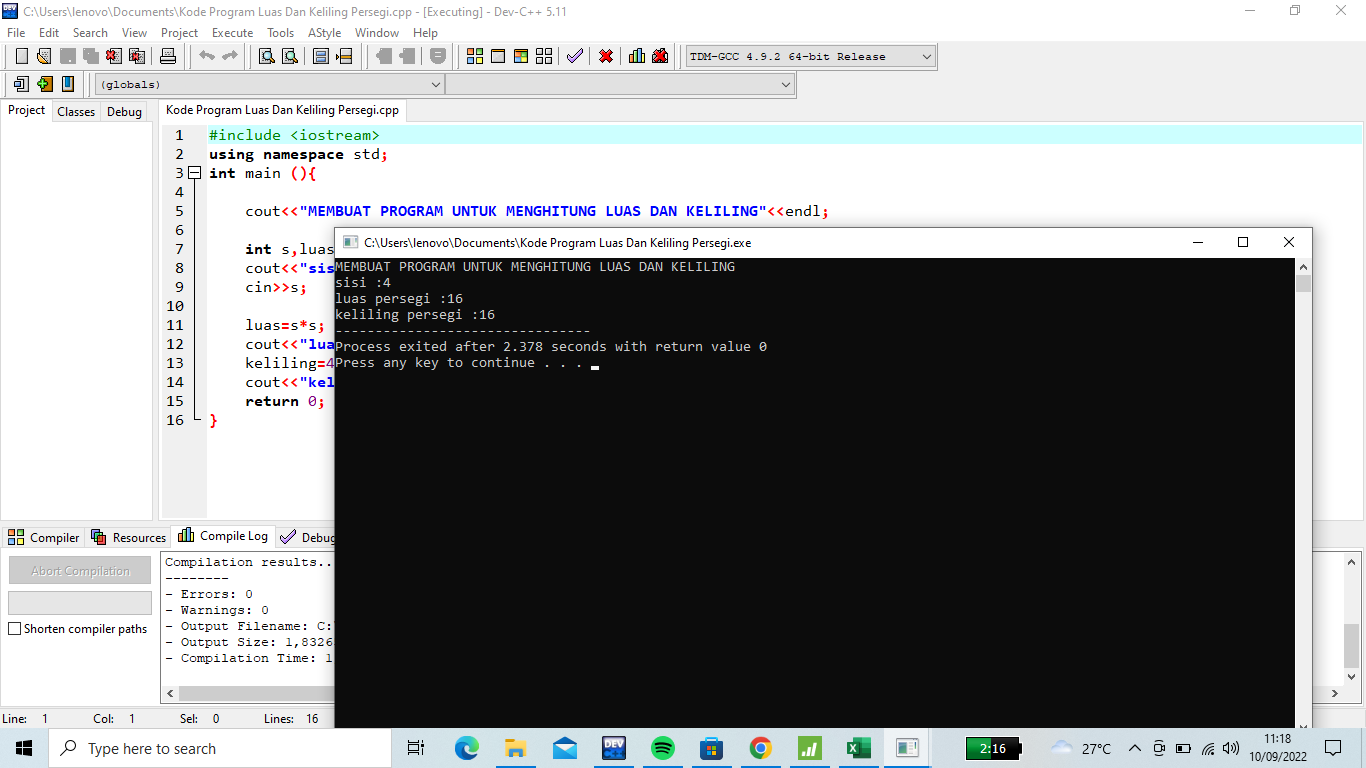 C:\Users\lenovo\Documents\Kode Program Luas Dan Keliling Persegi.cpp - [Executing] - Dev-C++ 5.11
File Edit Search View Project Execute Tools AStyle Window Help
TDM-GCC 4.9.2 64-bit Release
(globals)
Project Classes Debug
Kode Program Luas Dan Keliling Persegi.cpp
1 #include <iostream>
2 using namespace std;
3 int main (){
4
5 cout<<"MEMBUAT PROGRAM UNTUK MENGHITUNG LUAS DAN KELILING"<<endl;
6
7 int s,luas
8 cout<<"sis
9 cin>>s;
10
11 luas=s*s;
12 cout<<"lua
13 keliling=4
14 cout<<"kel
15 return 0;
16 }
C:\Users\lenovo\Documents\Kode Program Luas Dan Keliling Persegi.exe
MEMBUAT PROGRAM UNTUK MENGHITUNG LUAS DAN KELILING
sisi :4
luas persegi :16
keliling persegi :16
--------------------------------
Process exited after 2.378 seconds with return value 0
Press any key to continue . . .
Compiler Resources Compile Log Debug
Abort Compilation
Shorten compiler paths
Compilation results..
--------
- Errors: 0
- Warnings: 0
- Output Filename: C:
- Output Size: 1,8326
- Compilation Time: 1
Line: 1 Col: 1 Sel: 0 Lines: 16
Type here to search
DEV
2:16
27°C
11:18
10/09/2022